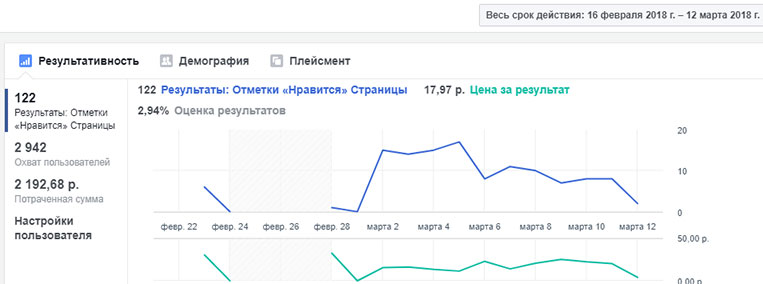 Весь срок действия: 16 февраля 2018 г. – 12 марта 2018 г.
Результативность Демография Плейсмент
122
Результаты: Отметки
«Нравится» Страницы
2 942
Охват пользователей
2 192,68 р.
Потраченная сумма
Настройки
пользователя
122 Результаты: Отметки «Нравится» Страницы 17,97 р. Цена за результат
2,94% Оценка результатов
20
10
0
февр. 22 февр. 24 февр. 26 февр. 28 марта 2 марта 4 марта 6 марта 8 марта 10 марта 12
50,00 р.
0,00 р.